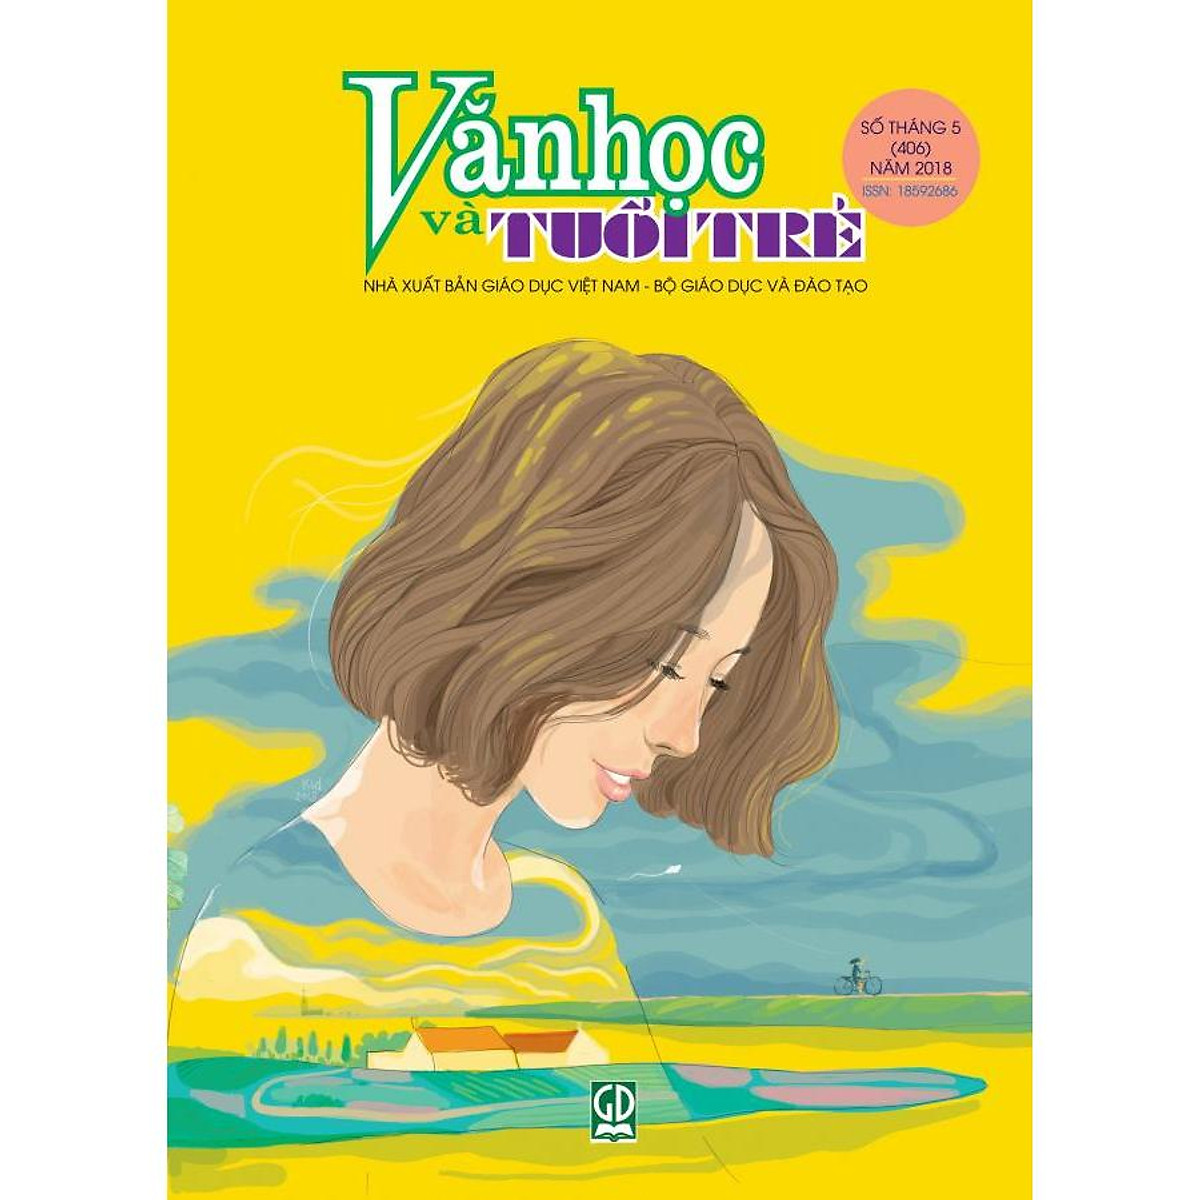 Văn học
và TUỔI TRẺ
SỐ THÁNG 5
(406)
NĂM 2018
ISSN: 18592686
NHÀ XUẤT BẢN GIÁO DỤC VIỆT NAM - BỘ GIÁO DỤC VÀ ĐÀO TẠO
GD